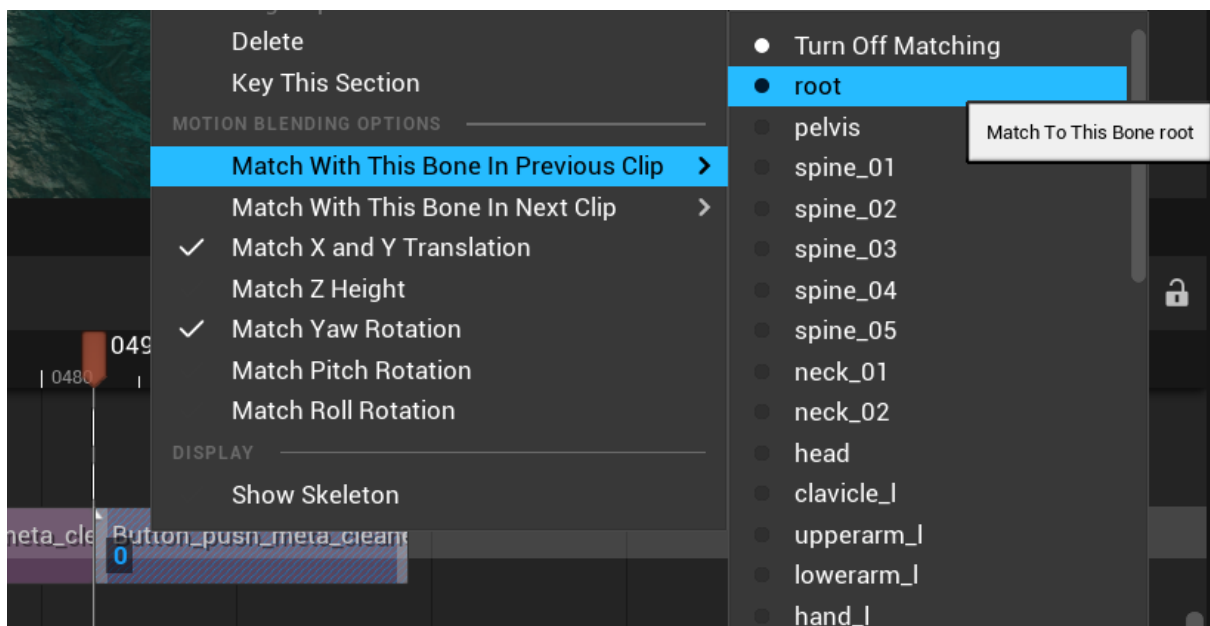 Delete
Key This Section
MOTION BLENDING OPTIONS
Match With This Bone In Previous Clip
Match With This Bone In Next Clip
Match X and Y Translation
Match Z Height
Match Yaw Rotation
Match Pitch Rotation
Match Roll Rotation
DISPLAY
Show Skeleton
Turn Off Matching
root
pelvis
spine_01
spine_02
spine_03
spine_04
spine_05
neck_01
neck_02
head
clavicle_l
upperarm_l
lowerarm_l
hand_l
Match To This Bone root
049
0480
neta_cle
Button_push_meta_cleane
0